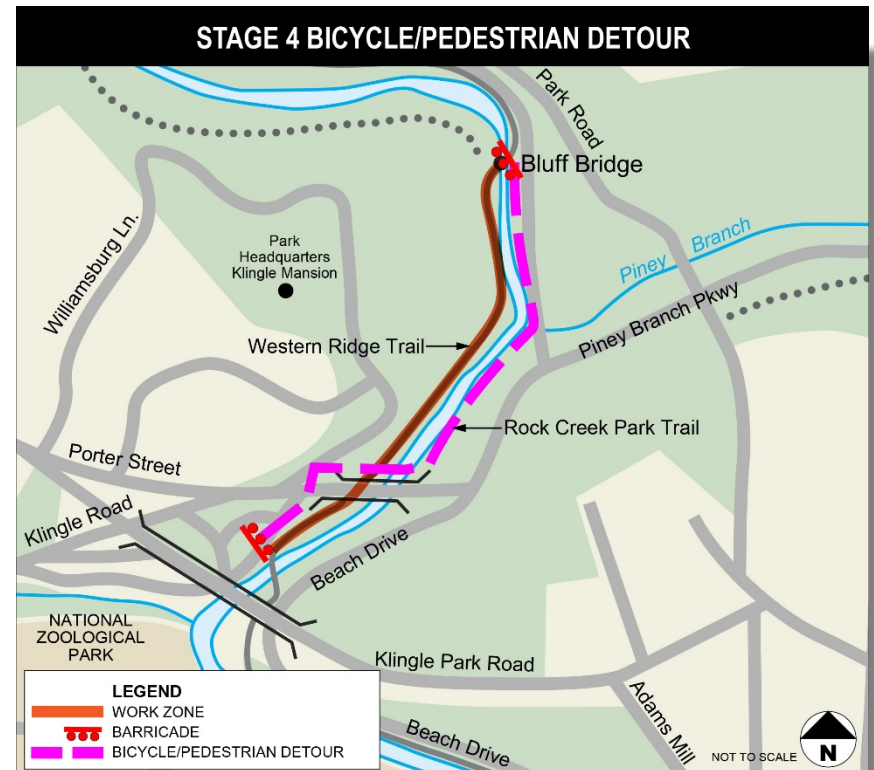 STAGE 4 BICYCLE/PEDESTRIAN DETOUR
Park Road
Bluff Bridge
Piney Branch
Williamsburg Ln.
Park
Headquarters
Klingle Mansion
Piney Branch Pkwy
Western Ridge Trail
Rock Creek Park Trail
Porter Street
Klingle Road
Beach Drive
NATIONAL
ZOOLOGICAL
PARK
Klingle Park Road
Adams Mill
Beach Drive
LEGEND
WORK ZONE
BARRICADE
BICYCLE/PEDESTRIAN DETOUR
NOT TO SCALE
N